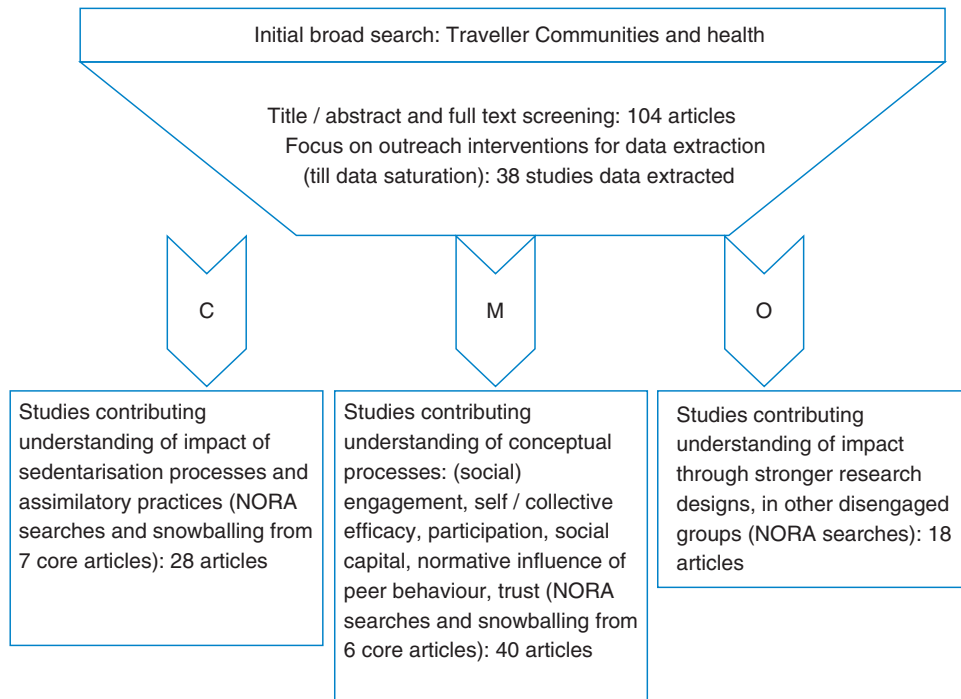 Initial broad search: Traveller Communities and health
Title / abstract and full text screening: 104 articles
Focus on outreach interventions for data extraction
(till data saturation): 38 studies data extracted
C
M
O
Studies contributing
understanding of impact of
sedentarisation processes and
assimilatory practices (NORA
searches and snowballing from
7 core articles): 28 articles
Studies contributing
understanding of conceptual
processes: (social)
engagement, self / collective
efficacy, participation, social
capital, normative influence of
peer behaviour, trust (NORA
searches and snowballing from
6 core articles): 40 articles
Studies contributing
understanding of impact
through stronger research
designs, in other disengaged
groups (NORA searches): 18
articles